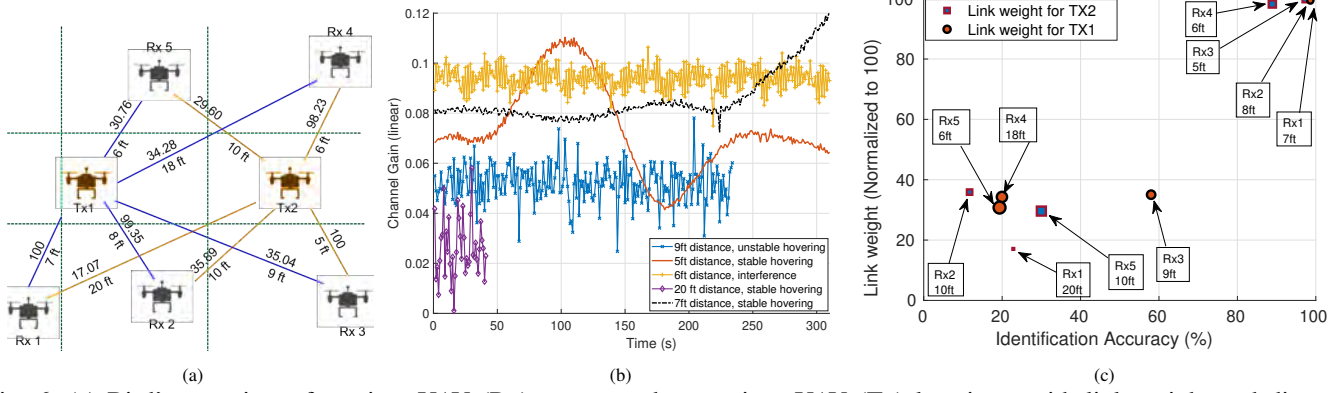 Rx 5
Rx 4
30.76
6 ft
29.60
10 ft
98.23
6 ft
34.28
18 ft
Tx1
Tx2
100
7 ft
99.35
8 ft
17.07
20 ft
35.89
10 ft
35.04
9 ft
100
5 ft
Rx 1
Rx 2
Rx 3
(a)
Channel Gain (linear)
0.12
0.1
0.08
0.06
0.04
0.02
0
0
100
200
300
Time (s)
9ft distance, unstable hovering
5ft distance, stable hovering
6ft distance, interference
20 ft distance, stable hovering
7ft distance, stable hovering
(b)
Link weight (Normalized to 100)
100
80
60
40
20
0
0
20
40
60
80
100
Identification Accuracy (%)
Link weight for TX2
Link weight for TX1
Rx4
6ft
Rx3
5ft
Rx2
8ft
Rx1
7ft
Rx5
6ft
Rx4
18ft
Rx2
10ft
Rx1
20ft
Rx5
10ft
Rx3
9ft
(c)